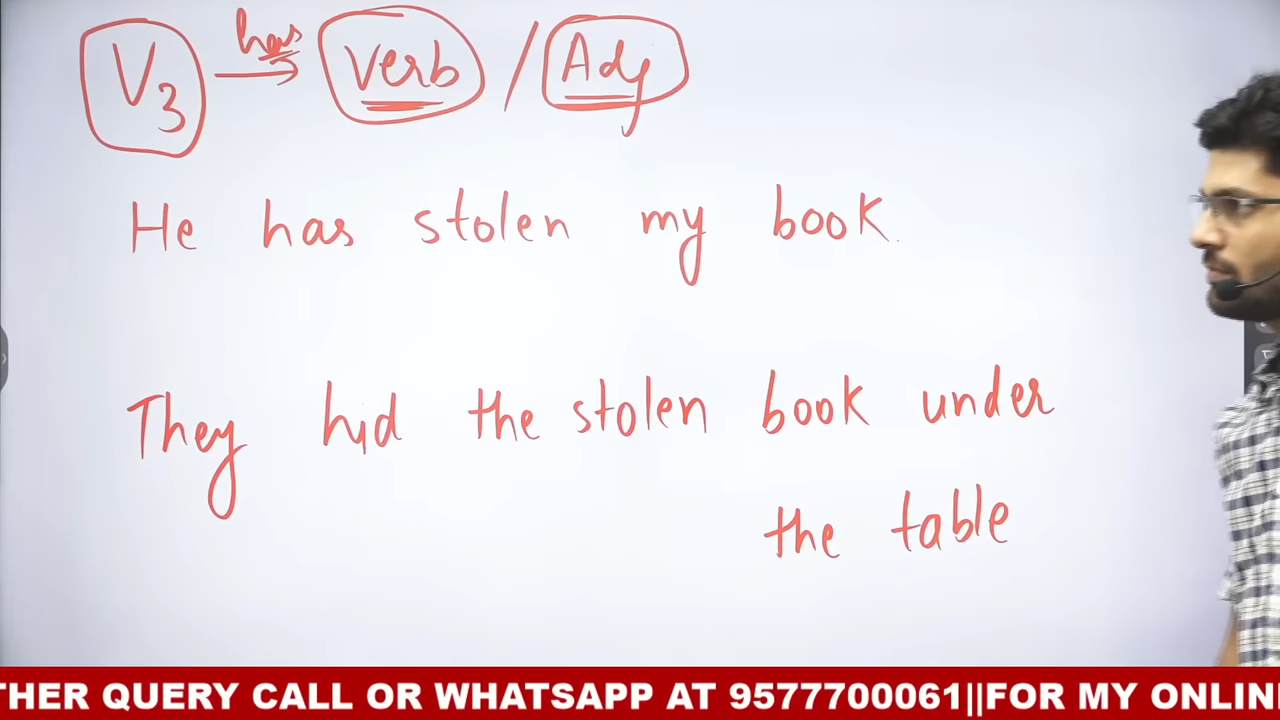 has
V3 → Verb / Adj
He has stolen my book.
They hid the stolen book under
the table
THER QUERY CALL OR WHATSAPP AT 9577700061||FOR MY ONLIN